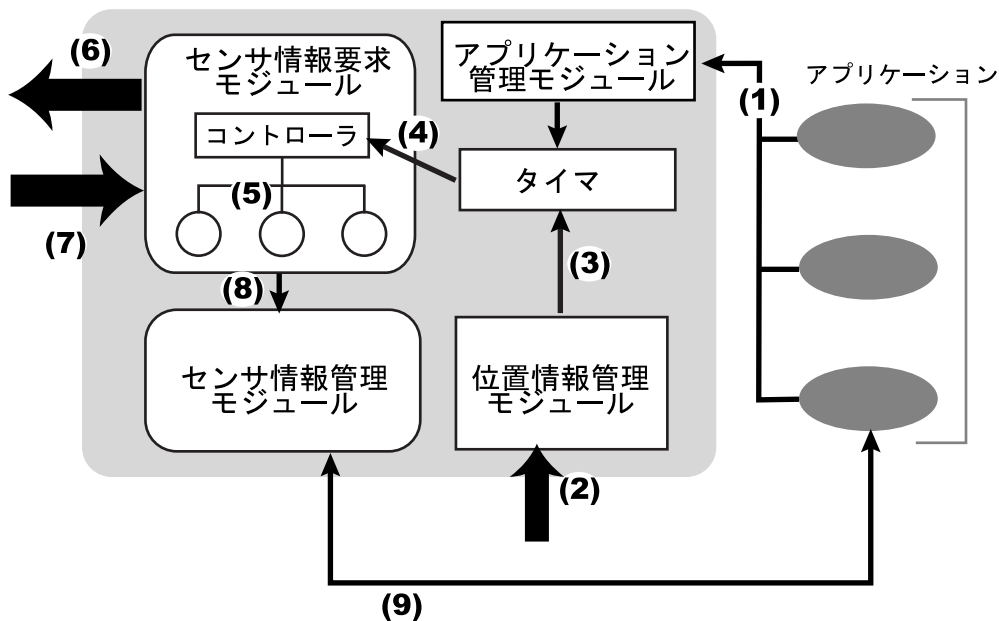 (6)
センサ情報要求
モジュール
アプリケーション
管理モジュール
アプリケーション
(1)
コントローラ
(4)
タイマ
(5)
(7)
(3)
(8)
センサ情報管理
モジュール
位置情報管理
モジュール
(2)
(9)